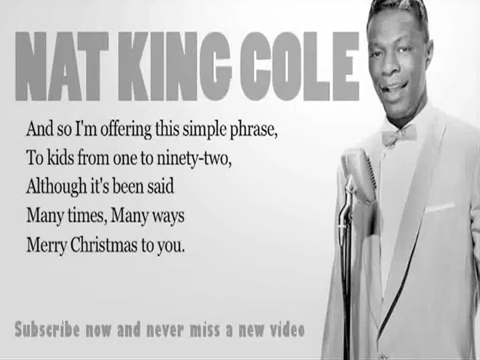 NAT KING COLE
And so I'm offering this simple phrase,
To kids from one to ninety-two,
Although it's been said
Many times, Many ways
Merry Christmas to you.
Subscribe now and never miss a new video